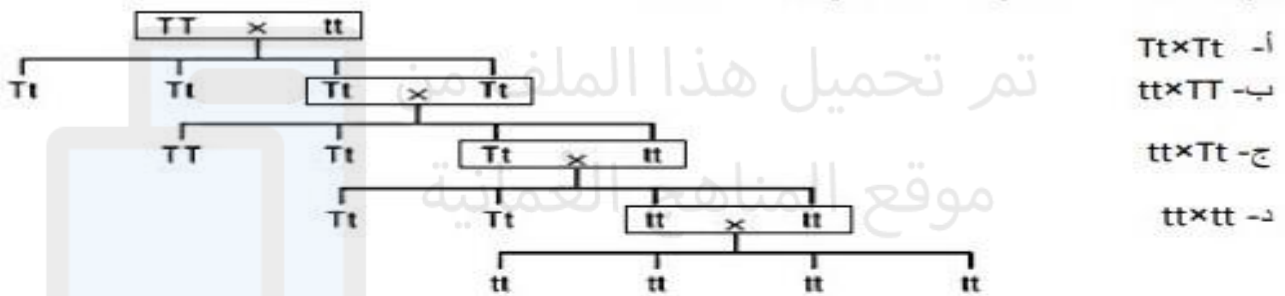 TT × tt
أ- Tt×Tt
Tt Tt Tt × Tt
ب- tt×TT
تم تحميل هذا الملف من
TT Tt Tt × tt
ج- tt×Tt
موقع المناهج العمانية
Tt Tt tt × tt
د- tt×tt
tt tt tt tt